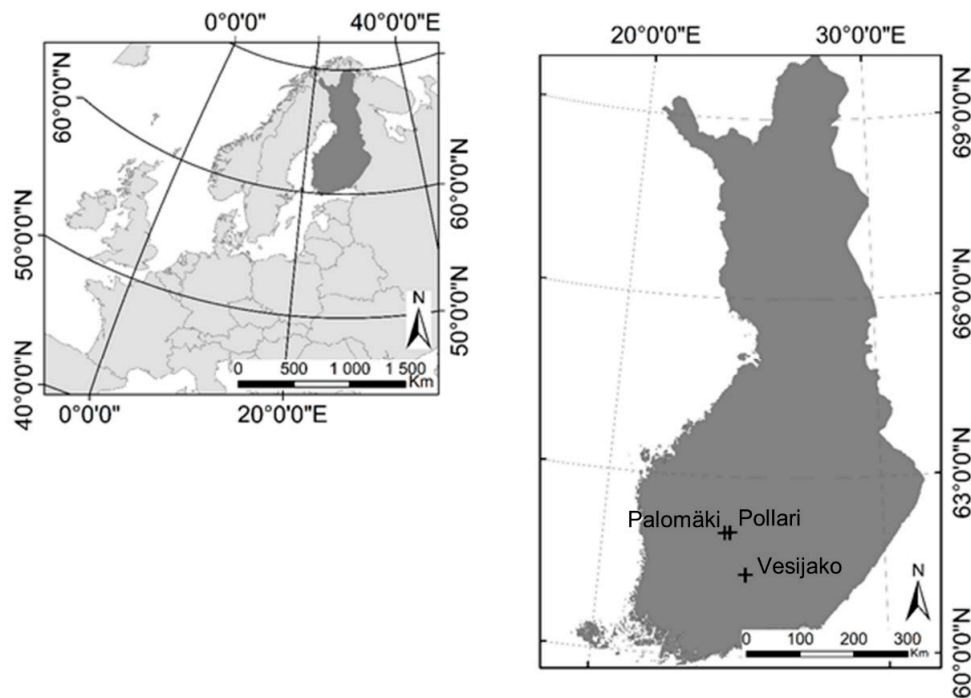 0°0'0" 40°0'0"E
60°0'0"N
50°0'0"N
40°0'0"N
60°0'0"N
50°0'0"N
N
0 500 1 000 1 500
Km
0°0'0" 20°0'0"E
20°0'0"E 30°0'0"E
69°0'0"N
66°0'0"N
63°0'0"N
60°0'0"N
Palomäki Pollari
Vesijako
N
0 100 200 300
Km